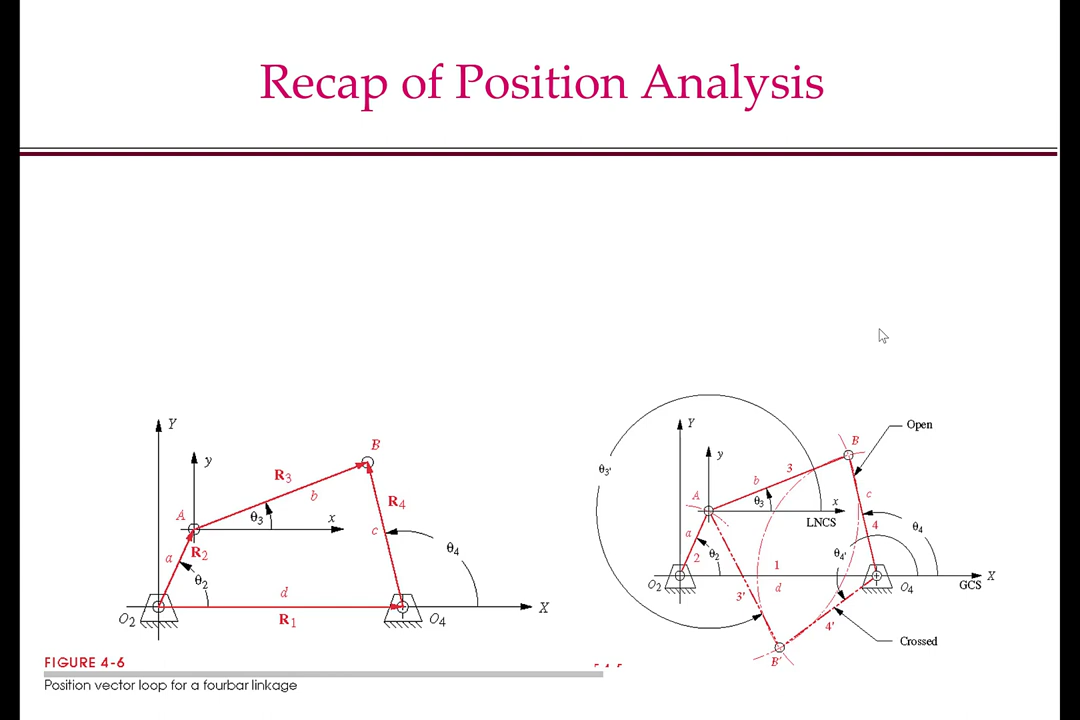 Recap of Position Analysis
Y
y
B
R3
b
R4
A
θ3
x
c
a
R2
θ4
θ2
d
X
O2
R1
O4
FIGURE 4-6
Position vector loop for a fourbar linkage
Y
Open
B
y
θ3'
b
3
A
θ3
x
c
LNCS
a
4
θ4
2
θ2
θ4'
1
X
O2
d
O4
GCS
3'
4'
Crossed
B'